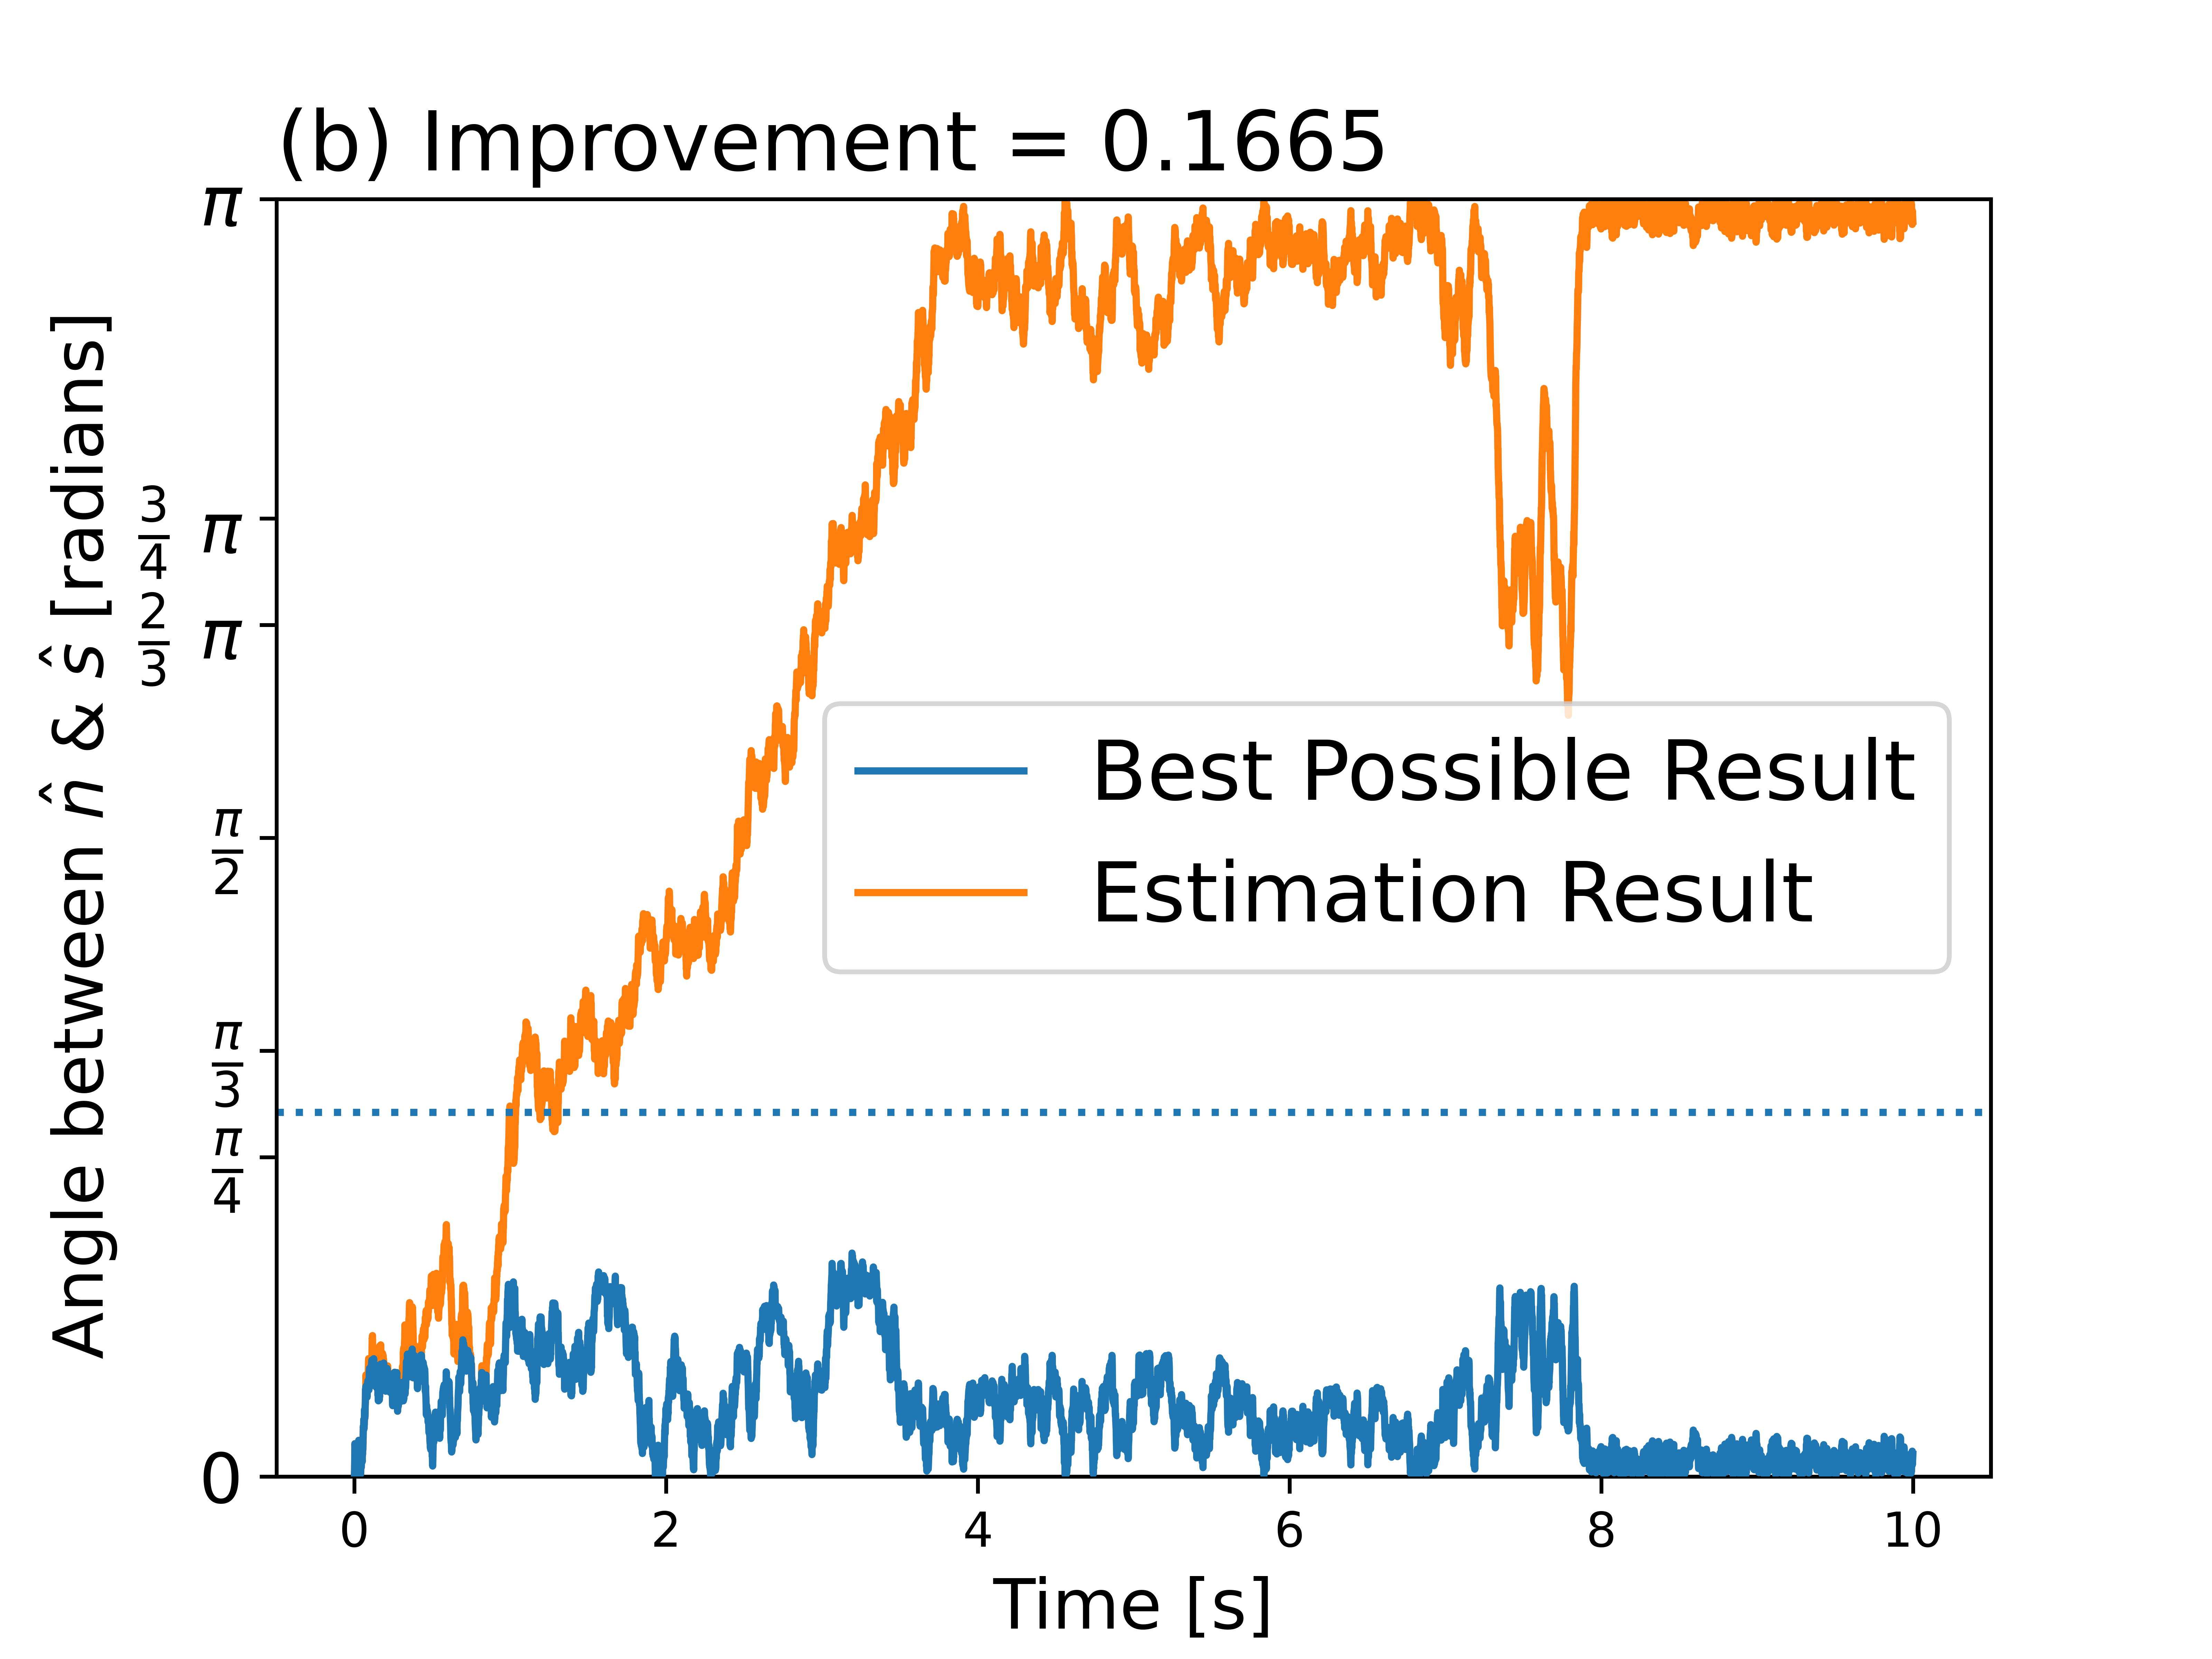 (b) Improvement = 0.1665
Angle between n̂ & ŝ [radians]
π
3/4 π
2/3 π
π/2
π/3
π/4
0
Best Possible Result
Estimation Result
0 2 4 6 8 10
Time [s]